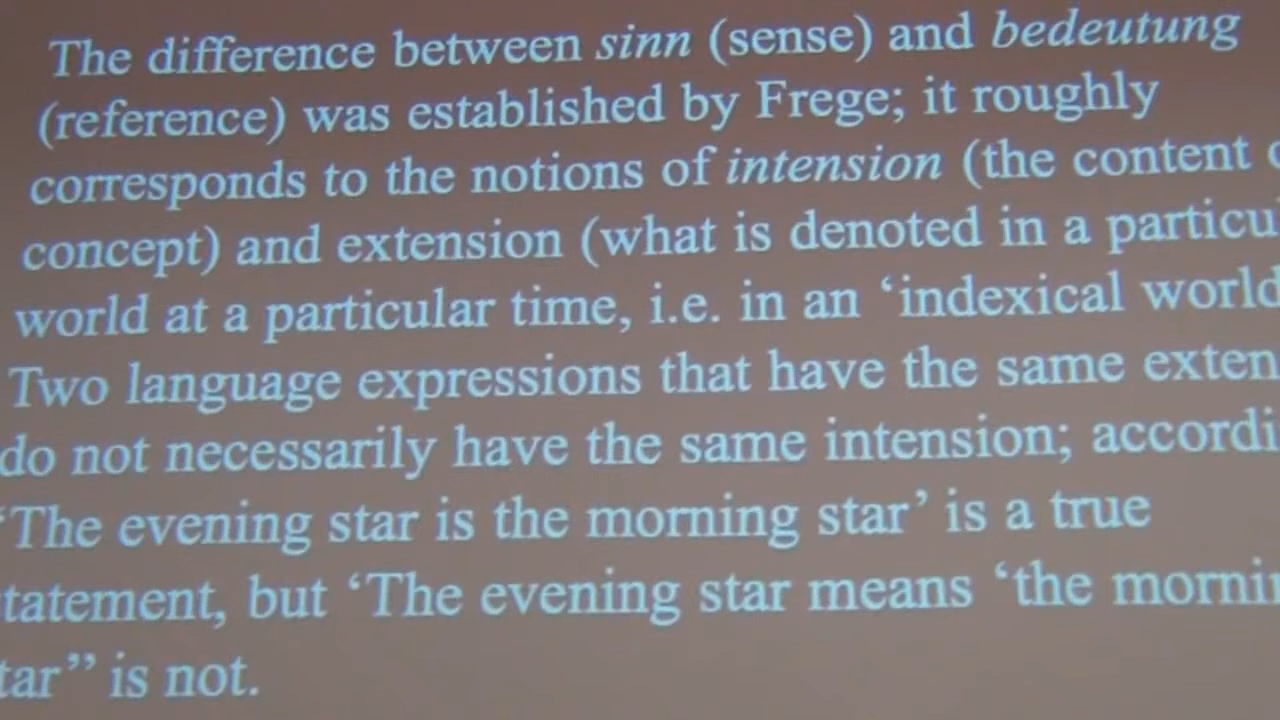 The difference between sinn (sense) and bedeutung
(reference) was established by Frege; it roughly
corresponds to the notions of intension (the content
concept) and extension (what is denoted in a
world at a particular time, i.e. in an ‘indexical world
Two language expressions that have the same
do not necessarily have the same intension;
‘The evening star is the morning star’ is a true
but ‘The evening star means ‘the
is not.